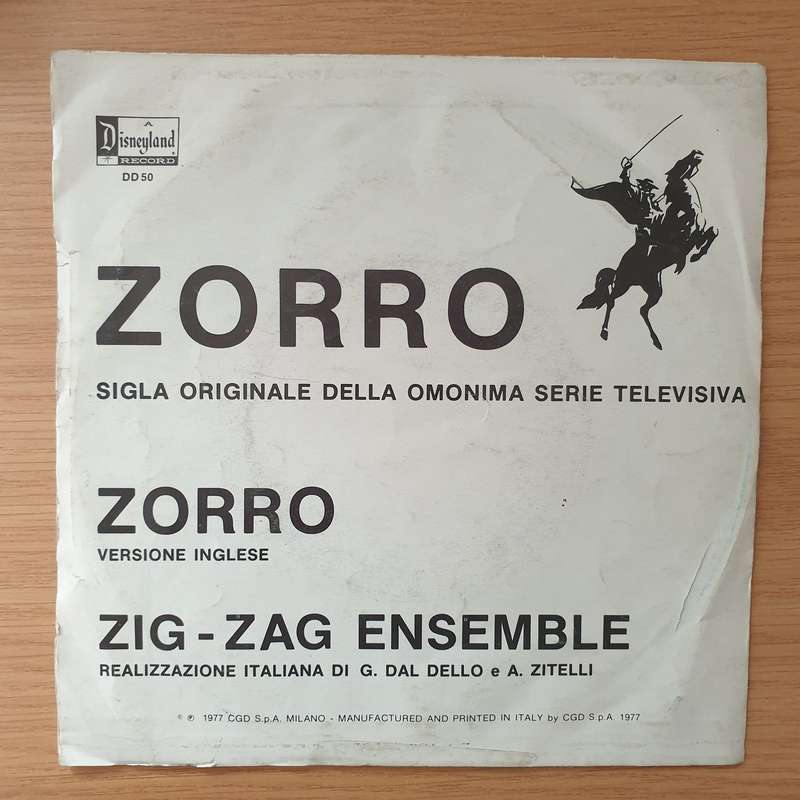 A
Disneyland
RECORD
DD 50
ZORRO
SIGLA ORIGINALE DELLA OMONIMA SERIE TELEVISIVA
ZORRO
VERSIONE INGLESE
ZIG - ZAG ENSEMBLE
REALIZZAZIONE ITALIANA DI G. DAL DELLO e A. ZITELLI
© ℗ 1977 CGD S.p.A. MILANO - MANUFACTURED AND PRINTED IN ITALY by CGD S.p.A. 1977